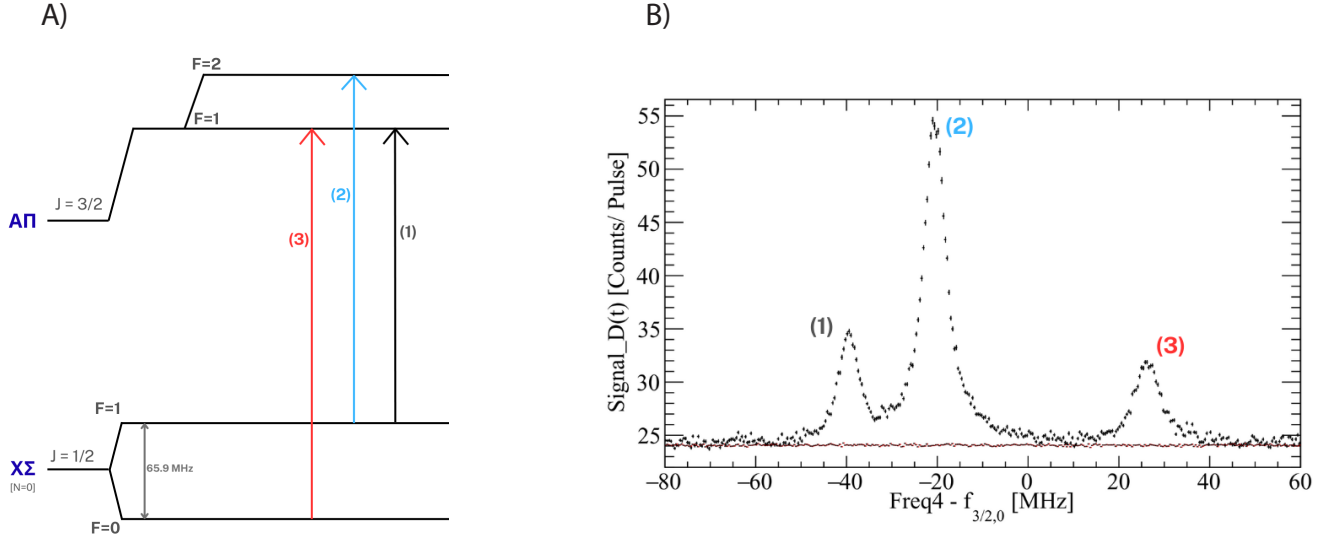 A)
F=2
F=1
J = 3/2
AΠ
(2)
(3)
(1)
F=1
J = 1/2
XΣ
[N=0]
65.9 MHz
F=0
B)
55
50
45
40
35
30
25
Signal_D(t) [Counts/ Pulse]
(1)
(2)
(3)
−80 −60 −40 −20 0 20 40 60
Freq4 - f3/2,0 [MHz]